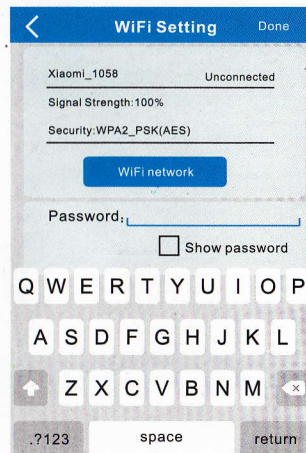 WiFi Setting Done
Xiaomi_1058 Unconnected
Signal Strength:100%
Security:WPA2_PSK(AES)
WiFi network
Password:
Show password
Q W E R T Y U I O P
A S D F G H J K L
Z X C V B N M
.?123 space return